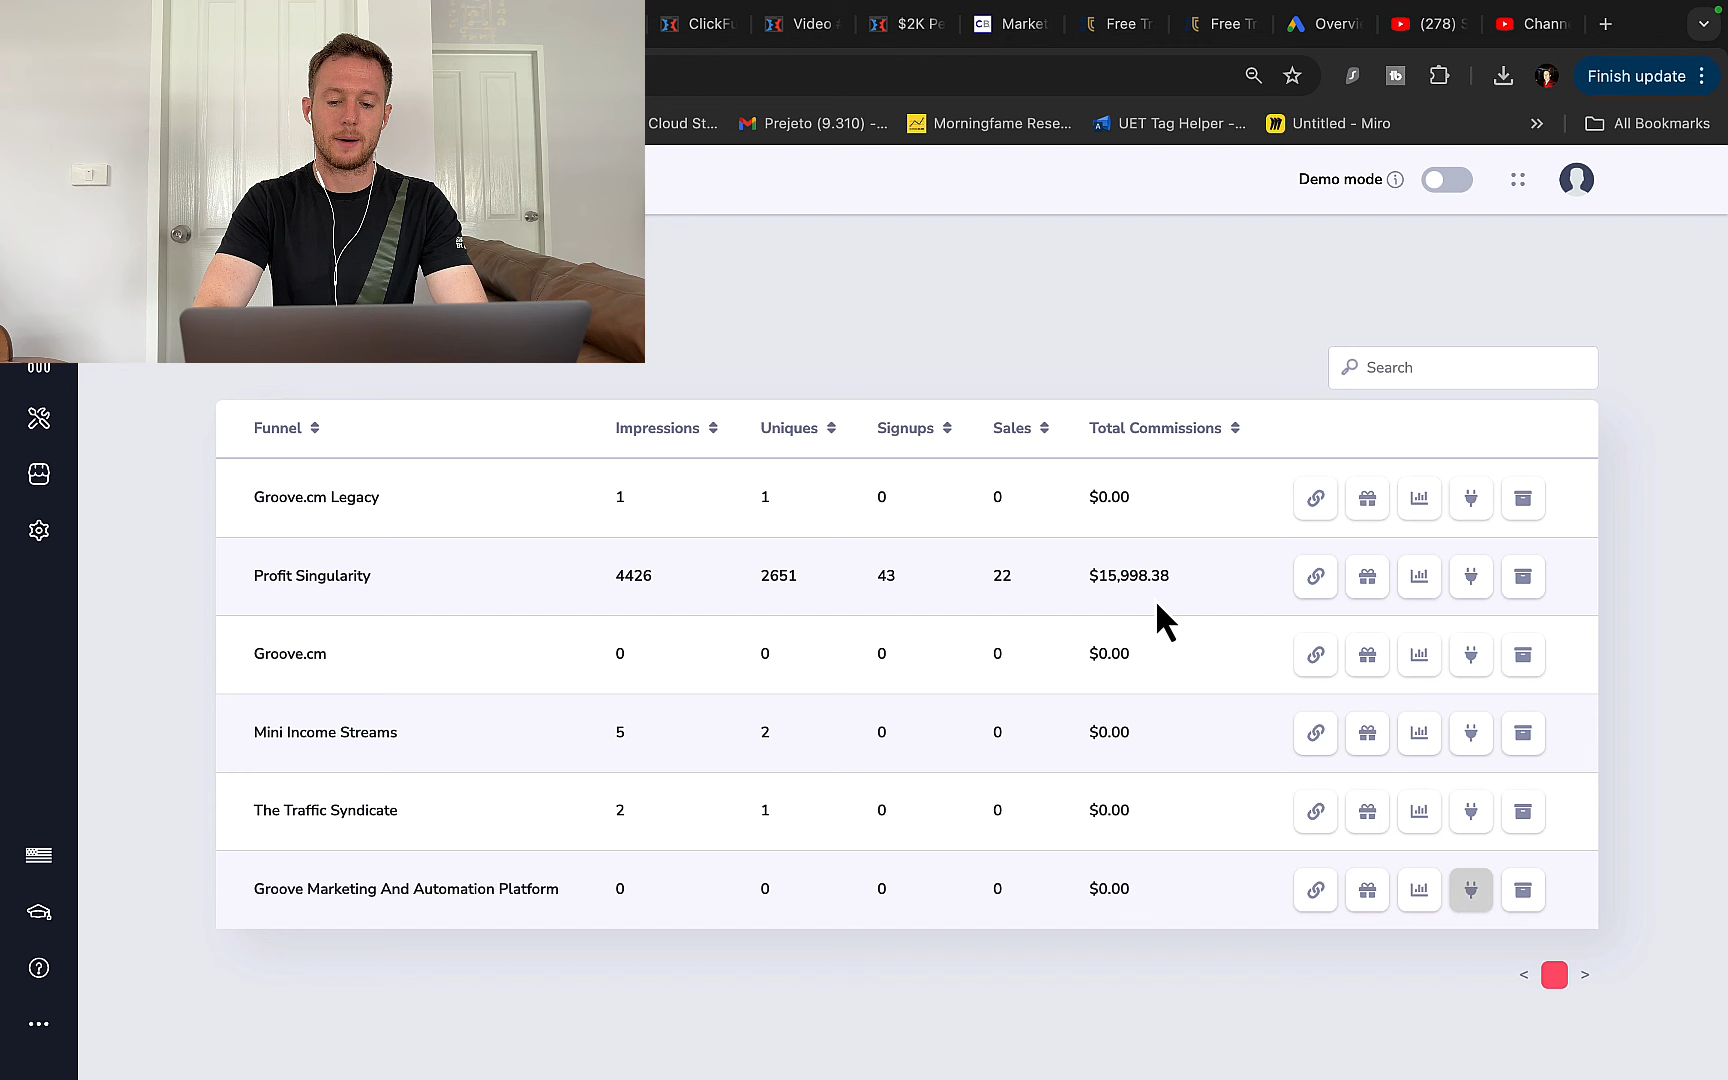 ClickFu
Video
$2K Pe
Market
Free Tr
Free Tr
Overvi
(278) S
Chann
Finish update
Cloud St...
Prejeto (9.310) -...
Morningfame Rese...
UET Tag Helper -...
Untitled - Miro
All Bookmarks
Demo mode
Search
Funnel Impressions Uniques Signups Sales Total Commissions
Groove.cm Legacy 1 1 0 0 $0.00
Profit Singularity 4426 2651 43 22 $15,998.38
Groove.cm 0 0 0 0 $0.00
Mini Income Streams 5 2 0 0 $0.00
The Traffic Syndicate 2 1 0 0 $0.00
Groove Marketing And Automation Platform 0 0 0 0 $0.00
< >